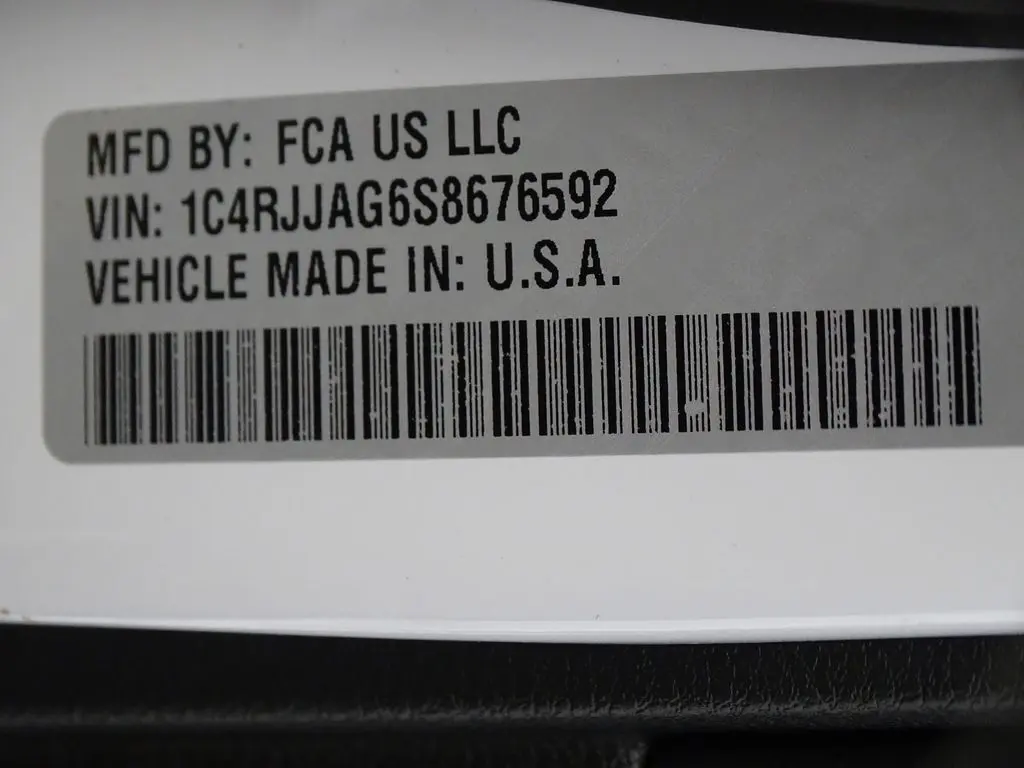 MFD BY: FCA US LLC
VIN: 1C4RJJAG6S8676592
VEHICLE MADE IN: U.S.A.